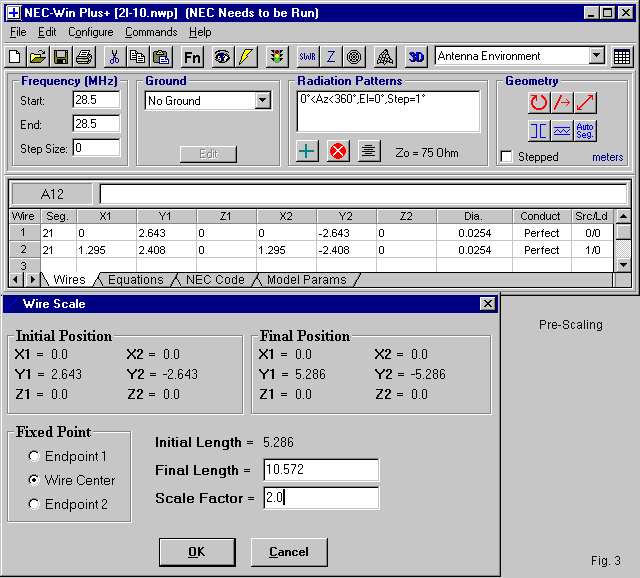 NEC-Win Plus+ [2l-10.nwp] (NEC Needs to be Run)
File Edit Configure Commands Help
Fn SWR Z 3D Antenna Environment
Frequency (MHz)
Start: 28.5
End: 28.5
Step Size: 0
Ground
No Ground
Edit
Radiation Patterns
0°<Az<360°,El=0°,Step=1°
Zo = 75 Ohm
Geometry
Auto Seg.
Stepped meters
A12
Wire Seg. X1 Y1 Z1 X2 Y2 Z2 Dia. Conduct Src/Ld
1 21 0 2.643 0 0 -2.643 0 0.0254 Perfect 0/0
2 21 1.295 2.408 0 1.295 -2.408 0 0.0254 Perfect 1/0
3
Wires Equations NEC Code Model Params
Wire Scale
Initial Position
X1 = 0.0 X2 = 0.0
Y1 = 2.643 Y2 = -2.643
Z1 = 0.0 Z2 = 0.0
Final Position
X1 = 0.0 X2 = 0.0
Y1 = 5.286 Y2 = -5.286
Z1 = 0.0 Z2 = 0.0
Fixed Point
Endpoint 1
Wire Center
Endpoint 2
Initial Length = 5.286
Final Length = 10.572
Scale Factor = 2.0
OK Cancel
Pre-Scaling
Fig. 3